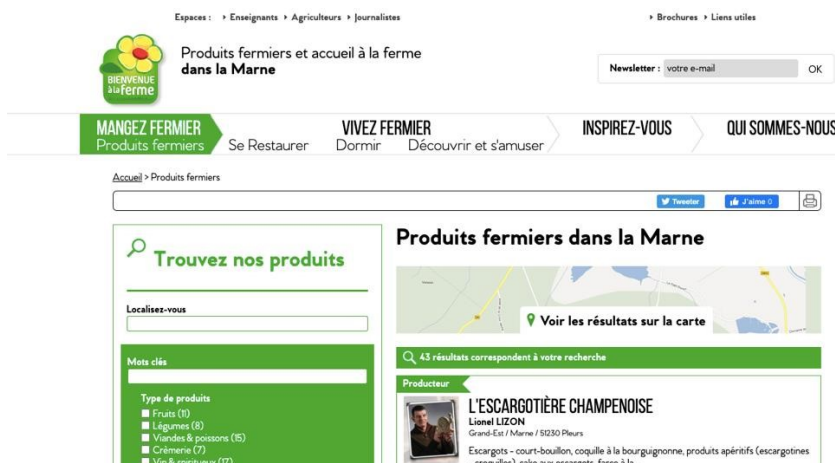 Espaces : Enseignants Agriculteurs Journalistes
Brochures Liens utiles
BIENVENUE
à la ferme
Produits fermiers et accueil à la ferme
dans la Marne
Newsletter : votre e-mail OK
MANGEZ FERMIER
Produits fermiers Se Restaurer
VIVEZ FERMIER
Dormir Découvrir et s'amuser
INSPIREZ-VOUS
QUI SOMMES-NOUS
Accueil > Produits fermiers
Tweeter J'aime 0
Trouvez nos produits
Localisez-vous
Mots clés
Type de produits
Fruits (11)
Légumes (8)
Viandes & poissons (15)
Crèmerie (7)
Vin & spiritueux (17)
Produits fermiers dans la Marne
Voir les résultats sur la carte
43 résultats correspondent à votre recherche
Producteur
L'ESCARGOTIÈRE CHAMPENOISE
Lionel LIZON
Grand-Est / Marne / 51230 Pleurs
Escargots - court-bouillon, coquille à la bourguignonne, produits apéritifs (escargotines